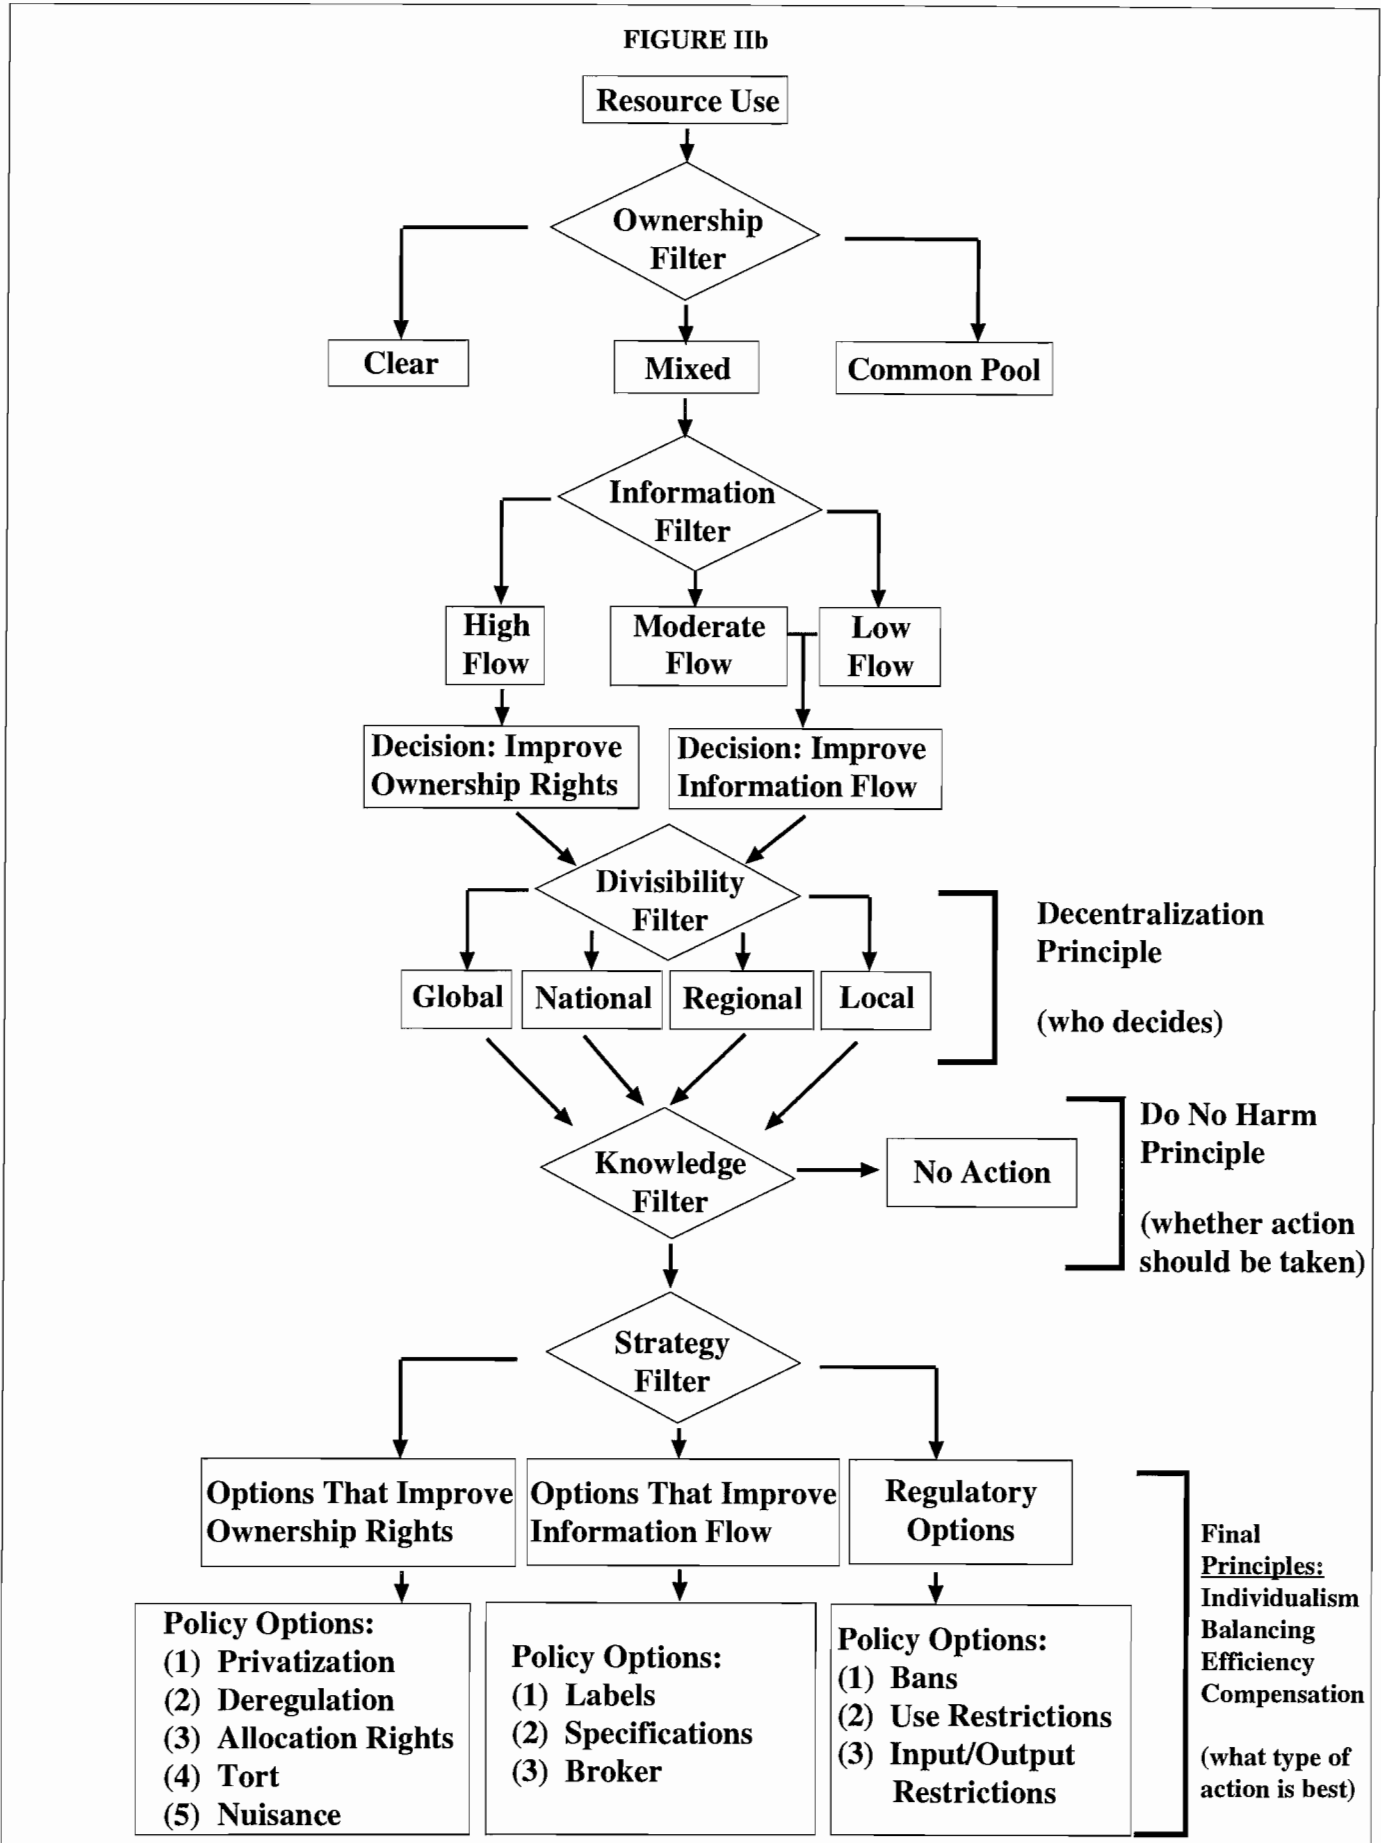 FIGURE IIb
Resource Use
Ownership
Filter
Clear
Mixed
Common Pool
Information
Filter
High
Flow
Moderate
Flow
Low
Flow
Decision: Improve
Ownership Rights
Decision: Improve
Information Flow
Divisibility
Filter
Decentralization
Principle
(who decides)
Global
National
Regional
Local
Knowledge
Filter
No Action
Do No Harm
Principle
(whether action
should be taken)
Strategy
Filter
Options That Improve
Ownership Rights
Options That Improve
Information Flow
Regulatory
Options
Policy Options:
(1) Privatization
(2) Deregulation
(3) Allocation Rights
(4) Tort
(5) Nuisance
Policy Options:
(1) Labels
(2) Specifications
(3) Broker
Policy Options:
(1) Bans
(2) Use Restrictions
(3) Input/Output
Restrictions
Final
Principles:
Individualism
Balancing
Efficiency
Compensation
(what type of
action is best)